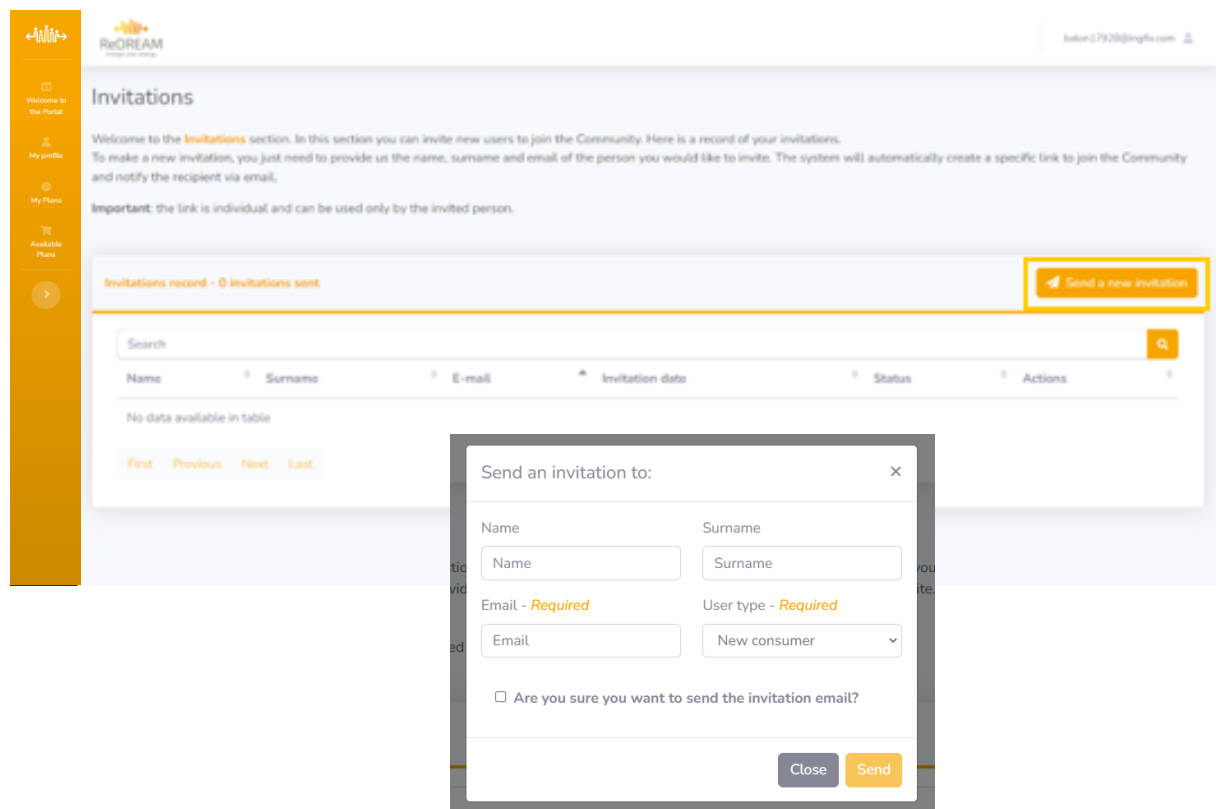 ReDREAM
Welcome to
the Portal
My profile
My Plans
Available
Plans
Invitations
Welcome to the Invitations section. In this section you can invite new users to join the Community. Here is a record of your invitations.
To make a new invitation, you just need to provide us the name, surname and email of the person you would like to invite. The system will automatically create a specific link to join the Community
and notify the recipient via email.
Important: the link is individual and can be used only by the invited person.
Invitations record - 0 invitations sent
Send a new invitation
Search
Name Surname E-mail Invitation date Status Actions
No data available in table
First Previous Next Last
Send an invitation to: ×
Name Surname
Name Surname
Email - Required User type - Required
Email New consumer
Are you sure you want to send the invitation email?
Close Send